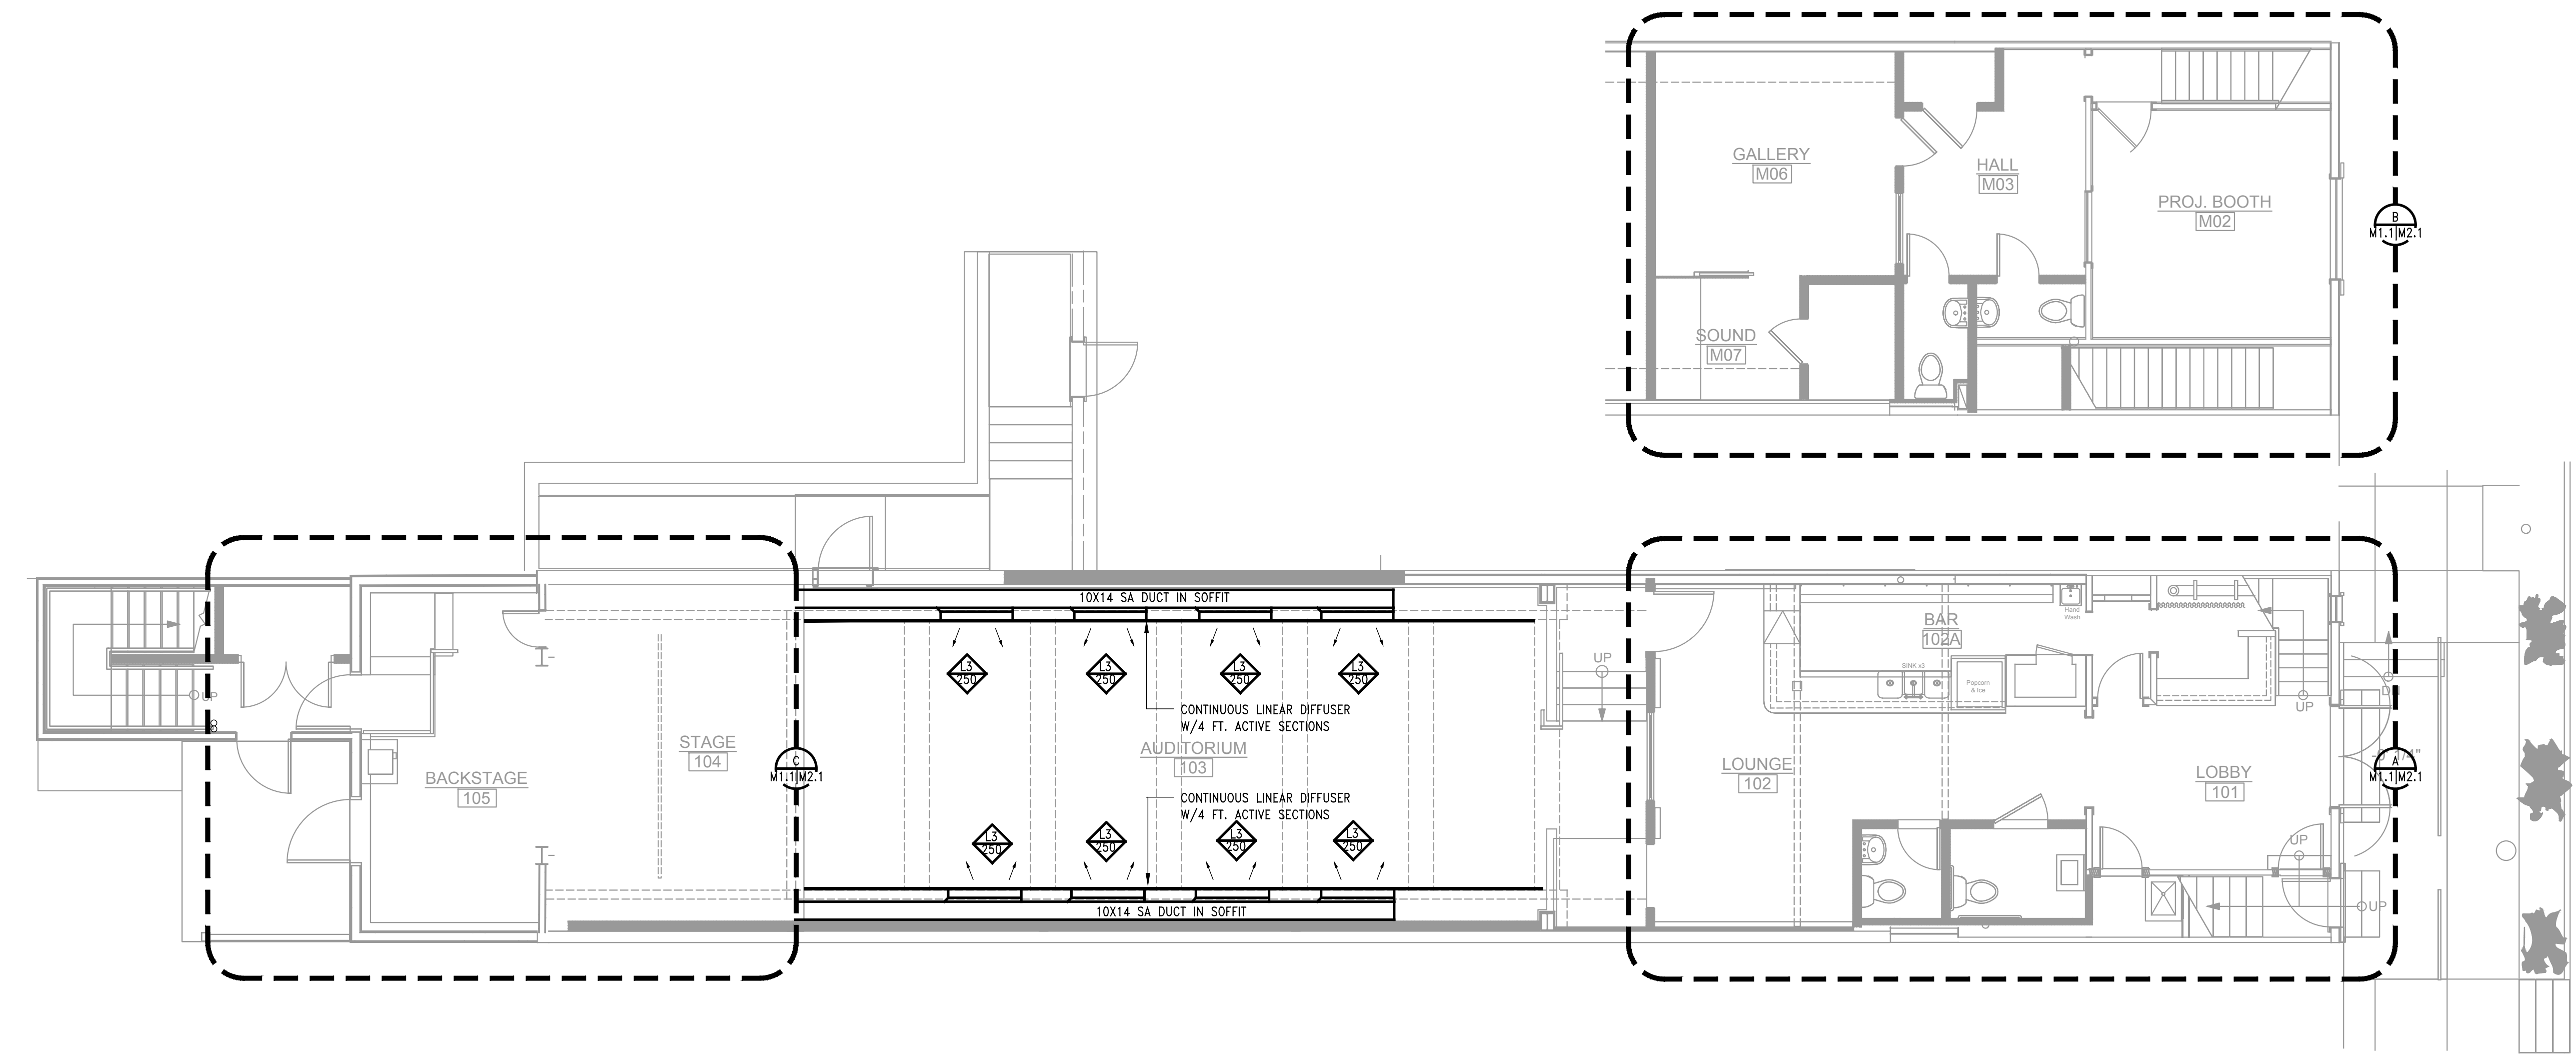 GALLERY
M06
HALL
M03
PROJ. BOOTH
M02
B
M1.1 M2.1
SOUND
M07
10X14 SA DUCT IN SOFFIT
L3
250
L3
250
L3
250
L3
250
CONTINUOUS LINEAR DIFFUSER
W/4 FT. ACTIVE SECTIONS
UP
STAGE
104
C
M1.1 M2.1
AUDITORIUM
103
BACKSTAGE
105
CONTINUOUS LINEAR DIFFUSER
W/4 FT. ACTIVE SECTIONS
L3
250
L3
250
L3
250
L3
250
10X14 SA DUCT IN SOFFIT
UP
BAR
102A
Hand
Wash
SINK x3
Popcorn
& Ice
UP
LOUNGE
102
LOBBY
101
A
M1.1 M2.1
UP
UP